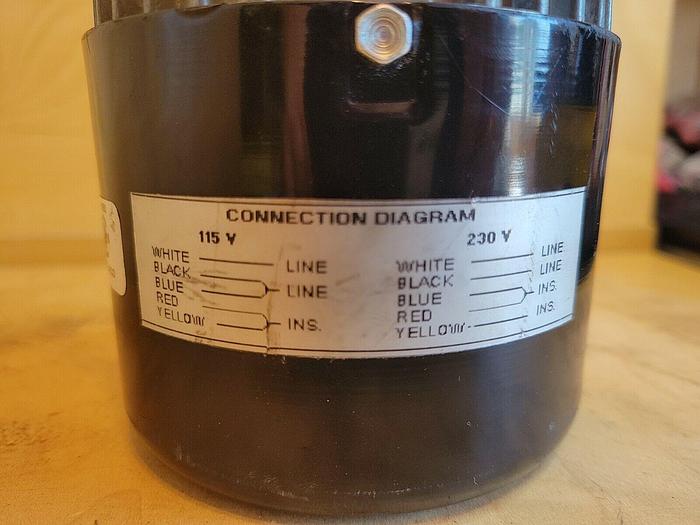 CONNECTION DIAGRAM
115 V
WHITE LINE
BLACK
BLUE LINE
RED
YELLOW INS.
230 V
WHITE LINE
BLACK LINE
BLUE INS.
RED
YELLOW INS.